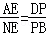 AE/NE = DP/PB